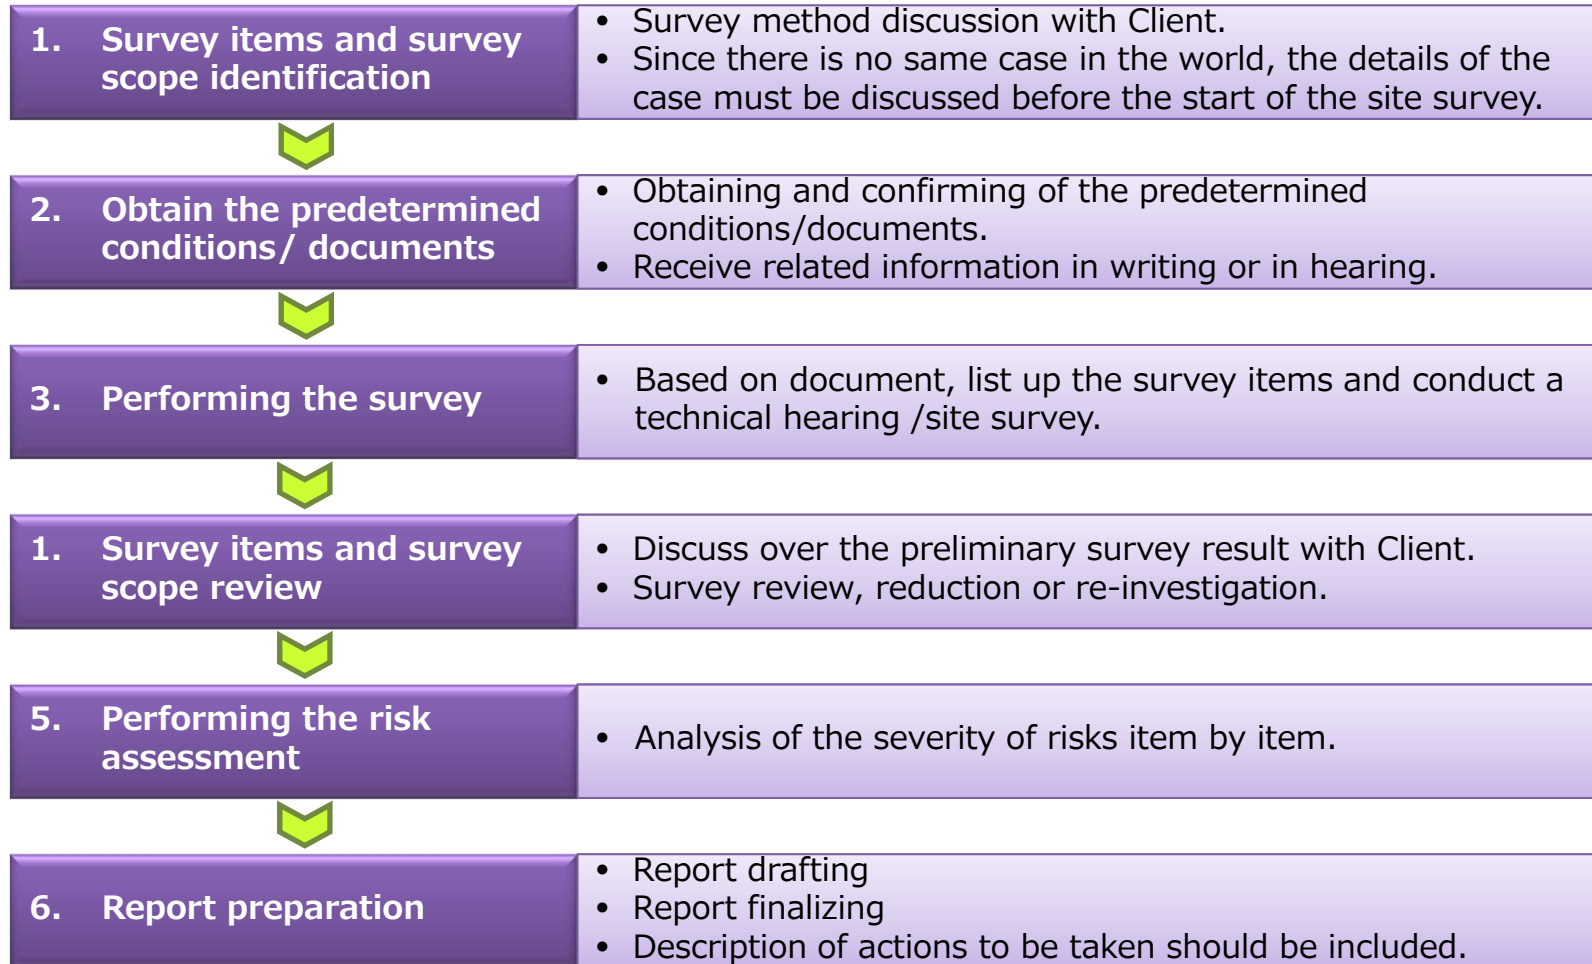 1. Survey items and survey
scope identification
• Survey method discussion with Client.
• Since there is no same case in the world, the details of the
case must be discussed before the start of the site survey.
2. Obtain the predetermined
conditions/ documents
• Obtaining and confirming of the predetermined
conditions/documents.
• Receive related information in writing or in hearing.
3. Performing the survey
• Based on document, list up the survey items and conduct a
technical hearing /site survey.
1. Survey items and survey
scope review
• Discuss over the preliminary survey result with Client.
• Survey review, reduction or re-investigation.
5. Performing the risk
assessment
• Analysis of the severity of risks item by item.
6. Report preparation
• Report drafting
• Report finalizing
• Description of actions to be taken should be included.